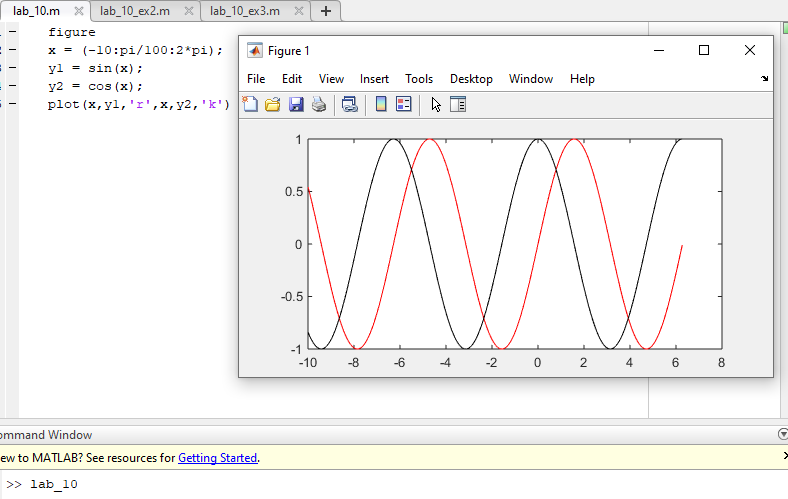 lab_10.m × lab_10_ex2.m × lab_10_ex3.m × +
figure
x = (-10:pi/100:2*pi);
y1 = sin(x);
y2 = cos(x);
plot(x,y1,'r',x,y2,'k')
Figure 1
File Edit View Insert Tools Desktop Window Help
1
0.5
0
-0.5
-1
-10 -8 -6 -4 -2 0 2 4 6 8
ommand Window
ew to MATLAB? See resources for Getting Started.
>> lab_10